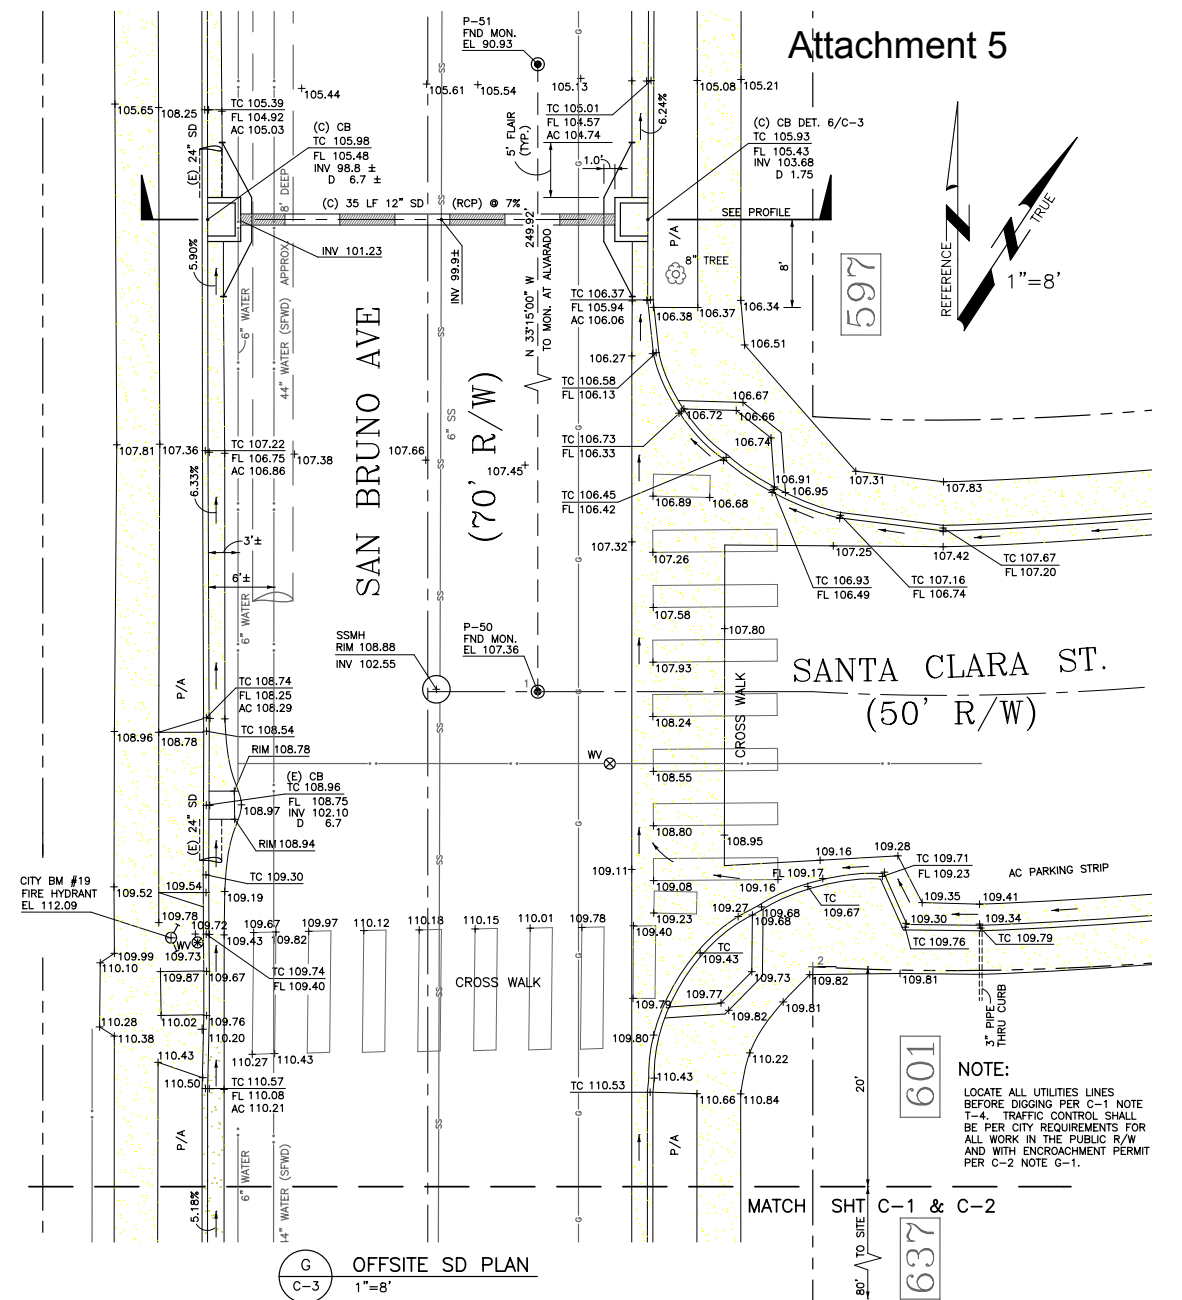 Attachment 5
P-51
FND MON.
EL 90.93
105.65
108.25
TC 105.39
FL 104.92
AC 105.03
105.44
105.61
105.54
105.13
TC 105.01
FL 104.57
AC 104.74
6.24%
105.08
105.21
(C) CB DET. 6/C-3
TC 105.93
FL 105.43
INV 103.68
D 1.75
(E) 24" SD
(C) CB
TC 105.98
FL 105.48
INV 98.8 ±
D 6.7 ±
5' FLAIR
(TYP.)
1.0'
(C) 35 LF 12" SD (RCP) @ 7%
SEE PROFILE
INV 101.23
INV 99.9±
5.90%
P/A
8" TREE
8'
597
REFERENCE
TRUE
1"=8'
6" WATER
44" WATER (SFWD) APPROX. 8' DEEP
N 33°15'00" W 249.92'
TO MON. AT ALVARADO
TC 106.37
FL 105.94
AC 106.06
106.38
106.37
106.34
106.51
106.27
TC 106.58
FL 106.13
SAN BRUNO AVE
(70' R/W)
6" SS
SS
G
106.67
106.72
106.66
106.74
TC 106.73
FL 106.33
107.81
107.36
TC 107.22
FL 106.75
AC 106.86
107.38
107.66
107.45
6.33%
TC 106.45
FL 106.42
106.89
106.68
106.91
106.95
107.31
107.83
107.32
107.26
107.25
107.42
TC 107.67
FL 107.20
TC 106.93
FL 106.49
TC 107.16
FL 106.74
3'±
6'±
6" WATER
107.58
107.80
107.93
SSMH
RIM 108.88
INV 102.55
P-50
FND MON.
EL 107.36
1
SANTA CLARA ST.
(50' R/W)
P/A
TC 108.74
FL 108.25
AC 108.29
108.96
108.78
TC 108.54
RIM 108.78
108.24
CROSS WALK
WV
108.55
(E) CB
TC 108.96
FL 108.75
INV 102.10
D 6.7
108.97
(E) 24" SD
RIM 108.94
108.80
108.95
CITY BM #19
FIRE HYDRANT
EL 112.09
109.52
109.54
TC 109.30
109.19
109.11
109.08
FL 109.17
109.16
109.28
TC 109.71
FL 109.23
109.16
AC PARKING STRIP
109.35
109.41
109.78
109.72
WV
109.73
109.43
109.67
109.82
109.97
110.12
110.18
110.15
110.01
109.78
109.23
109.40
109.27
109.68
109.68
TC
109.67
109.30
109.34
TC 109.76
TC 109.79
109.99
110.10
109.87
109.67
TC 109.74
FL 109.40
CROSS WALK
TC
109.43
109.73
2
109.82
109.81
109.79
109.77
109.82
109.81
3" PIPE
THRU CURB
110.28
110.38
110.02
109.76
110.20
109.80
110.43
110.27
110.43
110.22
110.50
TC 110.57
FL 110.08
AC 110.21
TC 110.53
110.43
110.66
110.84
20'
601
NOTE:
LOCATE ALL UTILITIES LINES
BEFORE DIGGING PER C-1 NOTE
T-4. TRAFFIC CONTROL SHALL
BE PER CITY REQUIREMENTS FOR
ALL WORK IN THE PUBLIC R/W
AND WITH ENCROACHMENT PERMIT
PER C-2 NOTE G-1.
P/A
P/A
5.18%
6" WATER
44" WATER (SFWD)
MATCH SHT C-1 & C-2
80' TO SITE
637
G
C-3
OFFSITE SD PLAN
1"=8'